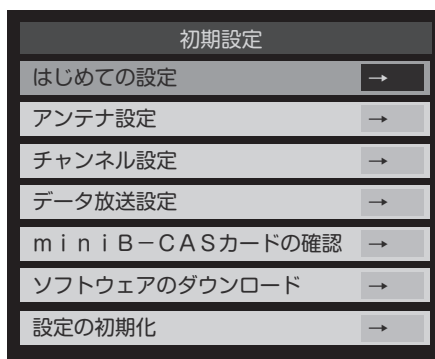 初期設定
はじめての設定 →
アンテナ設定 →
チャンネル設定 →
データ放送設定 →
ｍｉｎｉＢ－ＣＡＳカードの確認 →
ソフトウェアのダウンロード →
設定の初期化 →